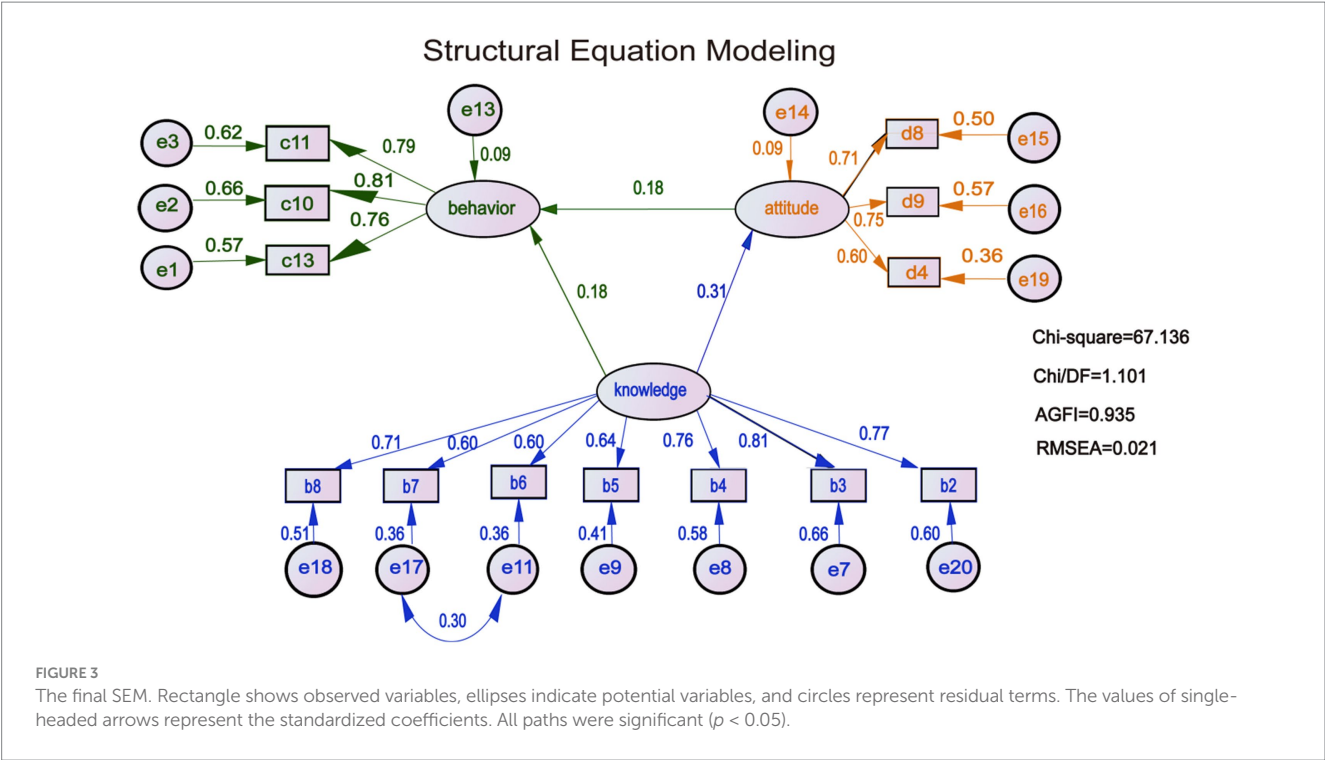 Structural Equation Modeling
e13
e14
e3
0.62
c11
0.79
0.09
0.09
0.71
d8
0.50
e15
e2
0.66
c10
0.81
behavior
0.18
attitude
0.75
d9
0.57
e16
e1
0.57
c13
0.76
0.60
d4
0.36
e19
0.18
0.31
Chi-square=67.136
Chi/DF=1.101
AGFI=0.935
RMSEA=0.021
knowledge
0.71
0.60
0.60
0.64
0.76
0.81
0.77
b8
b7
b6
b5
b4
b3
b2
0.51
0.36
0.36
0.41
0.58
0.66
0.60
e18
e17
e11
e9
e8
e7
e20
0.30
FIGURE 3
The final SEM. Rectangle shows observed variables, ellipses indicate potential variables, and circles represent residual terms. The values of single-
headed arrows represent the standardized coefficients. All paths were significant (p < 0.05).